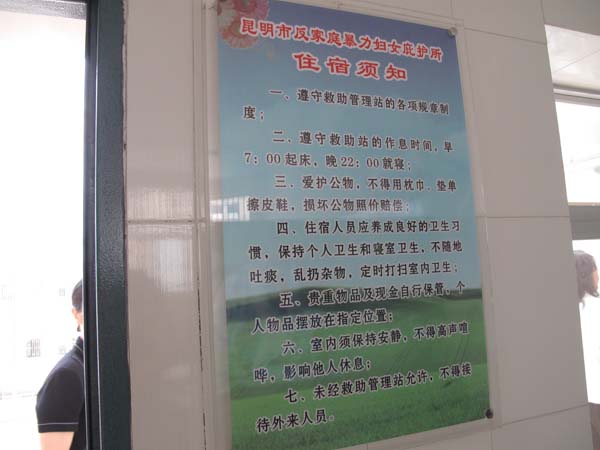 昆明市反家庭暴力妇女庇护所
住宿须知
一、遵守救助管理站的各项规章制
度；
二、遵守救助站的作息时间，早
7：00起床，晚22：00就寝；
三、爱护公物，不得用枕巾、垫单
擦皮鞋，损坏公物照价赔偿；
四、住宿人员应养成良好的卫生习
惯，保持个人卫生和寝室卫生，不随地
吐痰，乱扔杂物，定时打扫室内卫生；
五、贵重物品及现金自行保管，个
人物品摆放在指定位置；
六、室内须保持安静，不得高声喧
哗，影响他人休息；
七、未经救助管理站允许，不得接
待外来人员。